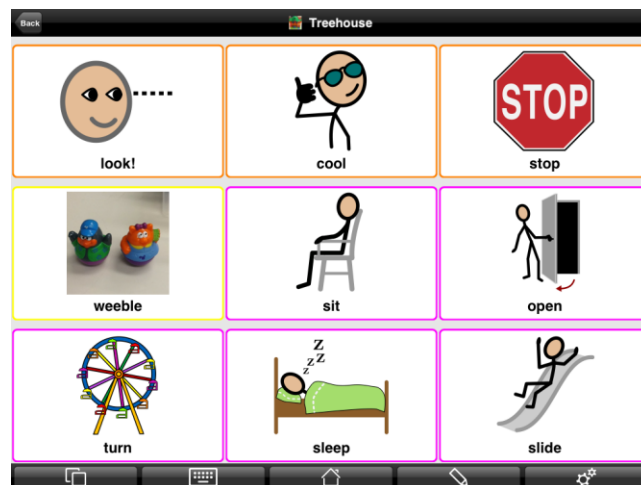 Back
Treehouse
look!
cool
STOP
stop
weeble
sit
open
z
z
Z
Z
turn
sleep
slide